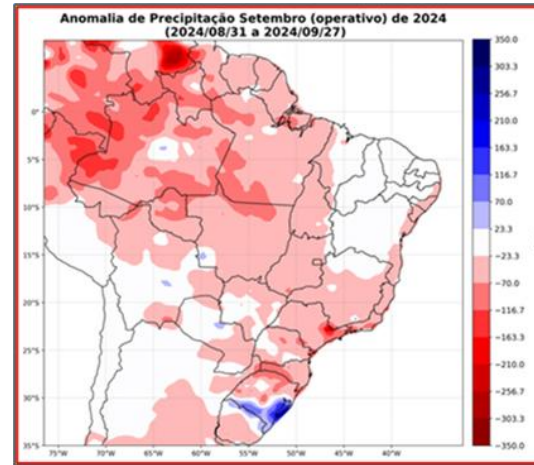 Anomalia de Precipitação Setembro (operativo) de 2024
(2024/08/31 a 2024/09/27)
350.0
303.3
256.7
210.0
163.3
116.7
70.0
23.3
-23.3
-70.0
-116.7
-163.3
-210.0
-256.7
-303.3
-350.0
0°
5°S
10°S
15°S
20°S
25°S
30°S
35°S
75°W
70°W
65°W
60°W
55°W
50°W
45°W
40°W